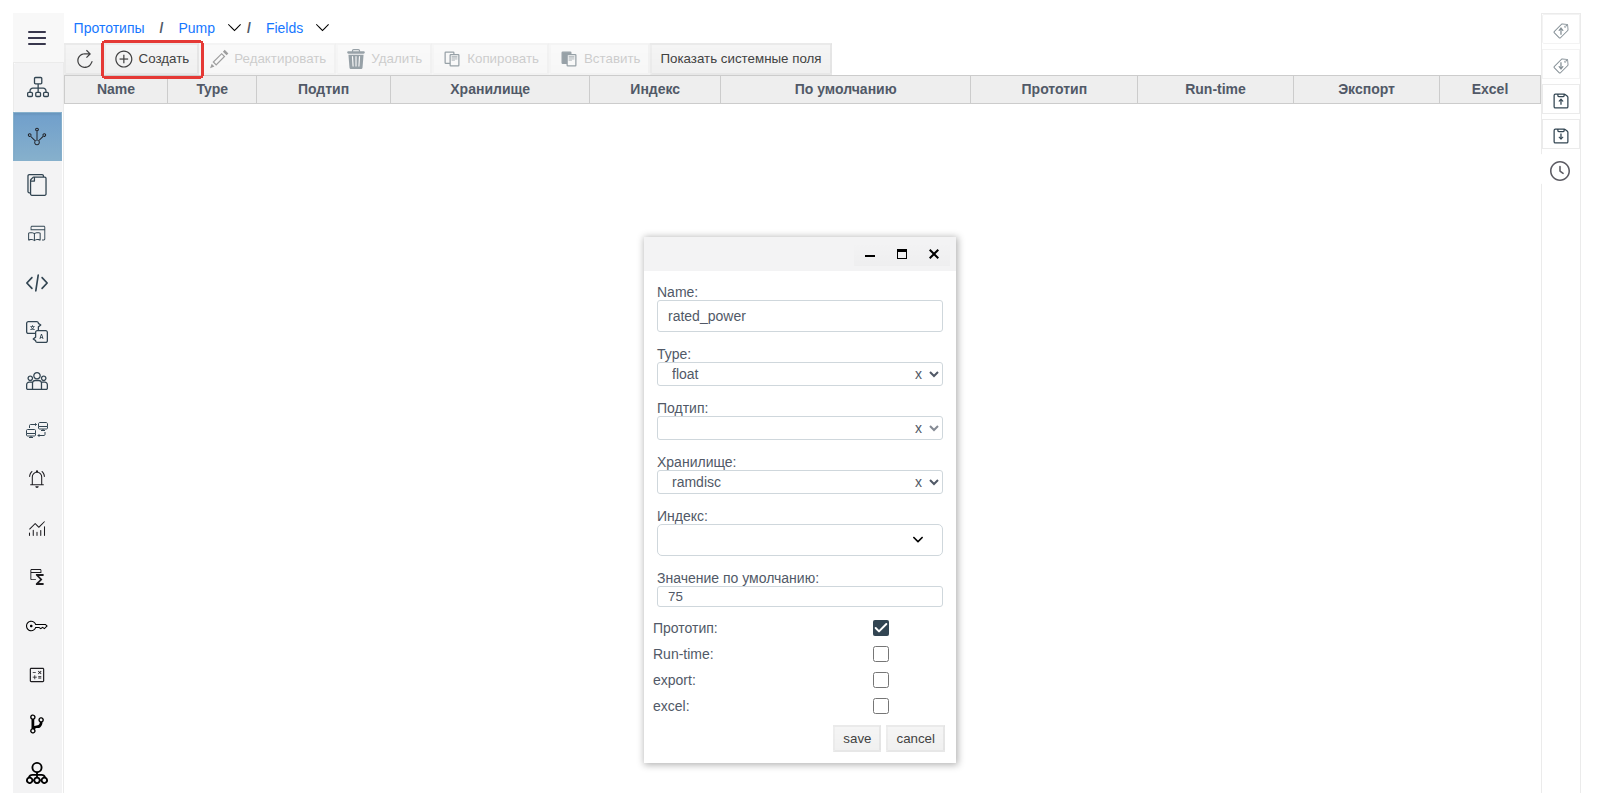 Прототипы / Pump / Fields
Создать Редактировать Удалить Копировать Вставить Показать системные поля
Name Type Подтип Хранилище Индекс По умолчанию Прототип Run-time Экспорт Excel
Name:
rated_power
Type:
float x
Подтип:
x
Хранилище:
ramdisc x
Индекс:
Значение по умолчанию:
75
Прототип:
Run-time:
export:
excel:
save cancel